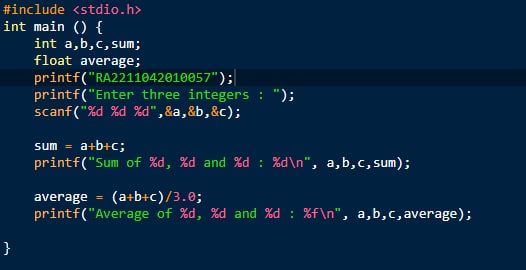 #include <stdio.h>
int main () {
    int a,b,c,sum;
    float average;
    printf("RA2211042010057");
    printf("Enter three integers : ");
    scanf("%d %d %d",&a,&b,&c);

    sum = a+b+c;
    printf("Sum of %d, %d and %d : %d\n", a,b,c,sum);

    average = (a+b+c)/3.0;
    printf("Average of %d, %d and %d : %f\n", a,b,c,average);

}